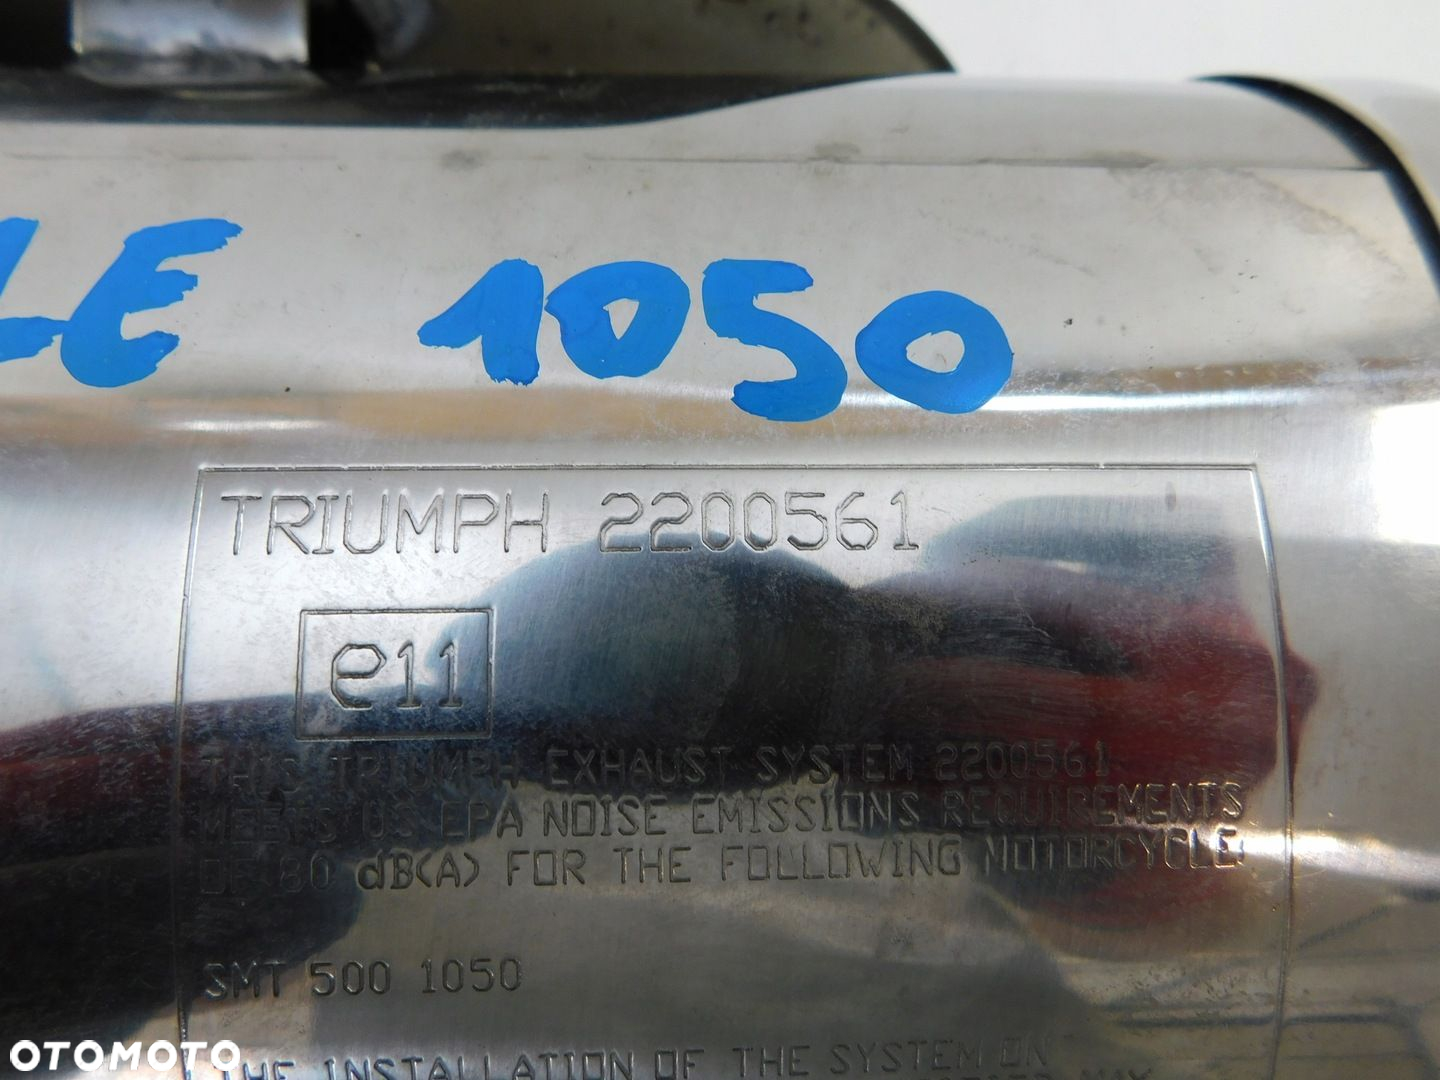 LE 1050
TRIUMPH 2200561
e11
THIS TRIUMPH EXHAUST SYSTEM 2200561
MEETS US EPA NOISE EMISSIONS REQUIREMENTS
OF 80 dB(A) FOR THE FOLLOWING MOTORCYCLE:
SMT 500 1050
THE INSTALLATION OF THE SYSTEM ON
MAY
OTOMOTO